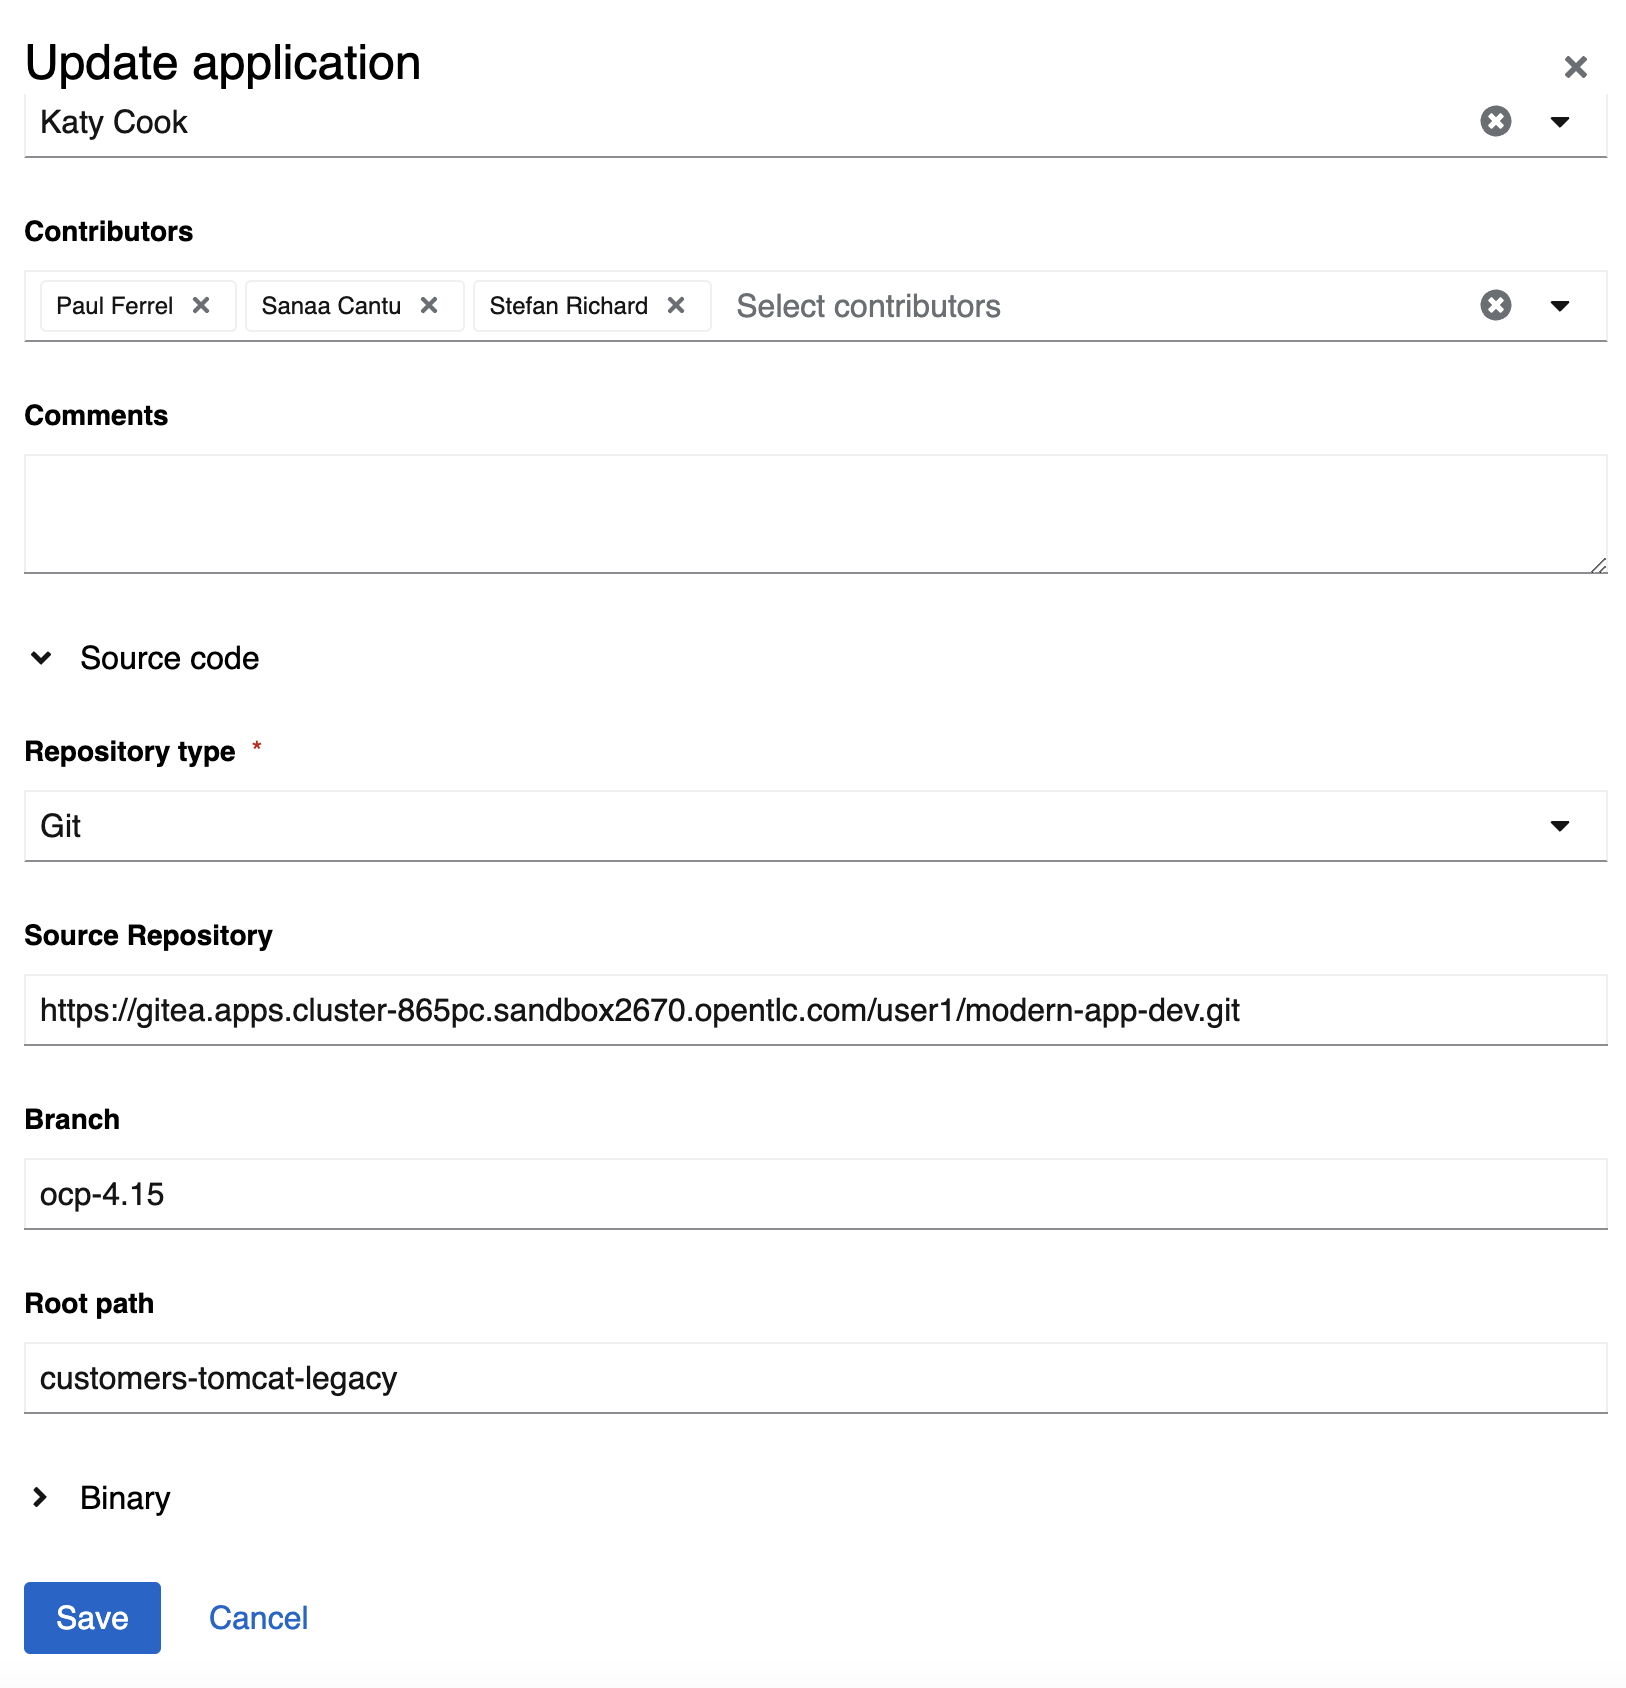 Update application
Katy Cook
Contributors
Paul Ferrel Sanaa Cantu Stefan Richard Select contributors
Comments
Source code
Repository type *
Git
Source Repository
https://gitea.apps.cluster-865pc.sandbox2670.opentlc.com/user1/modern-app-dev.git
Branch
ocp-4.15
Root path
customers-tomcat-legacy
Binary
Save Cancel